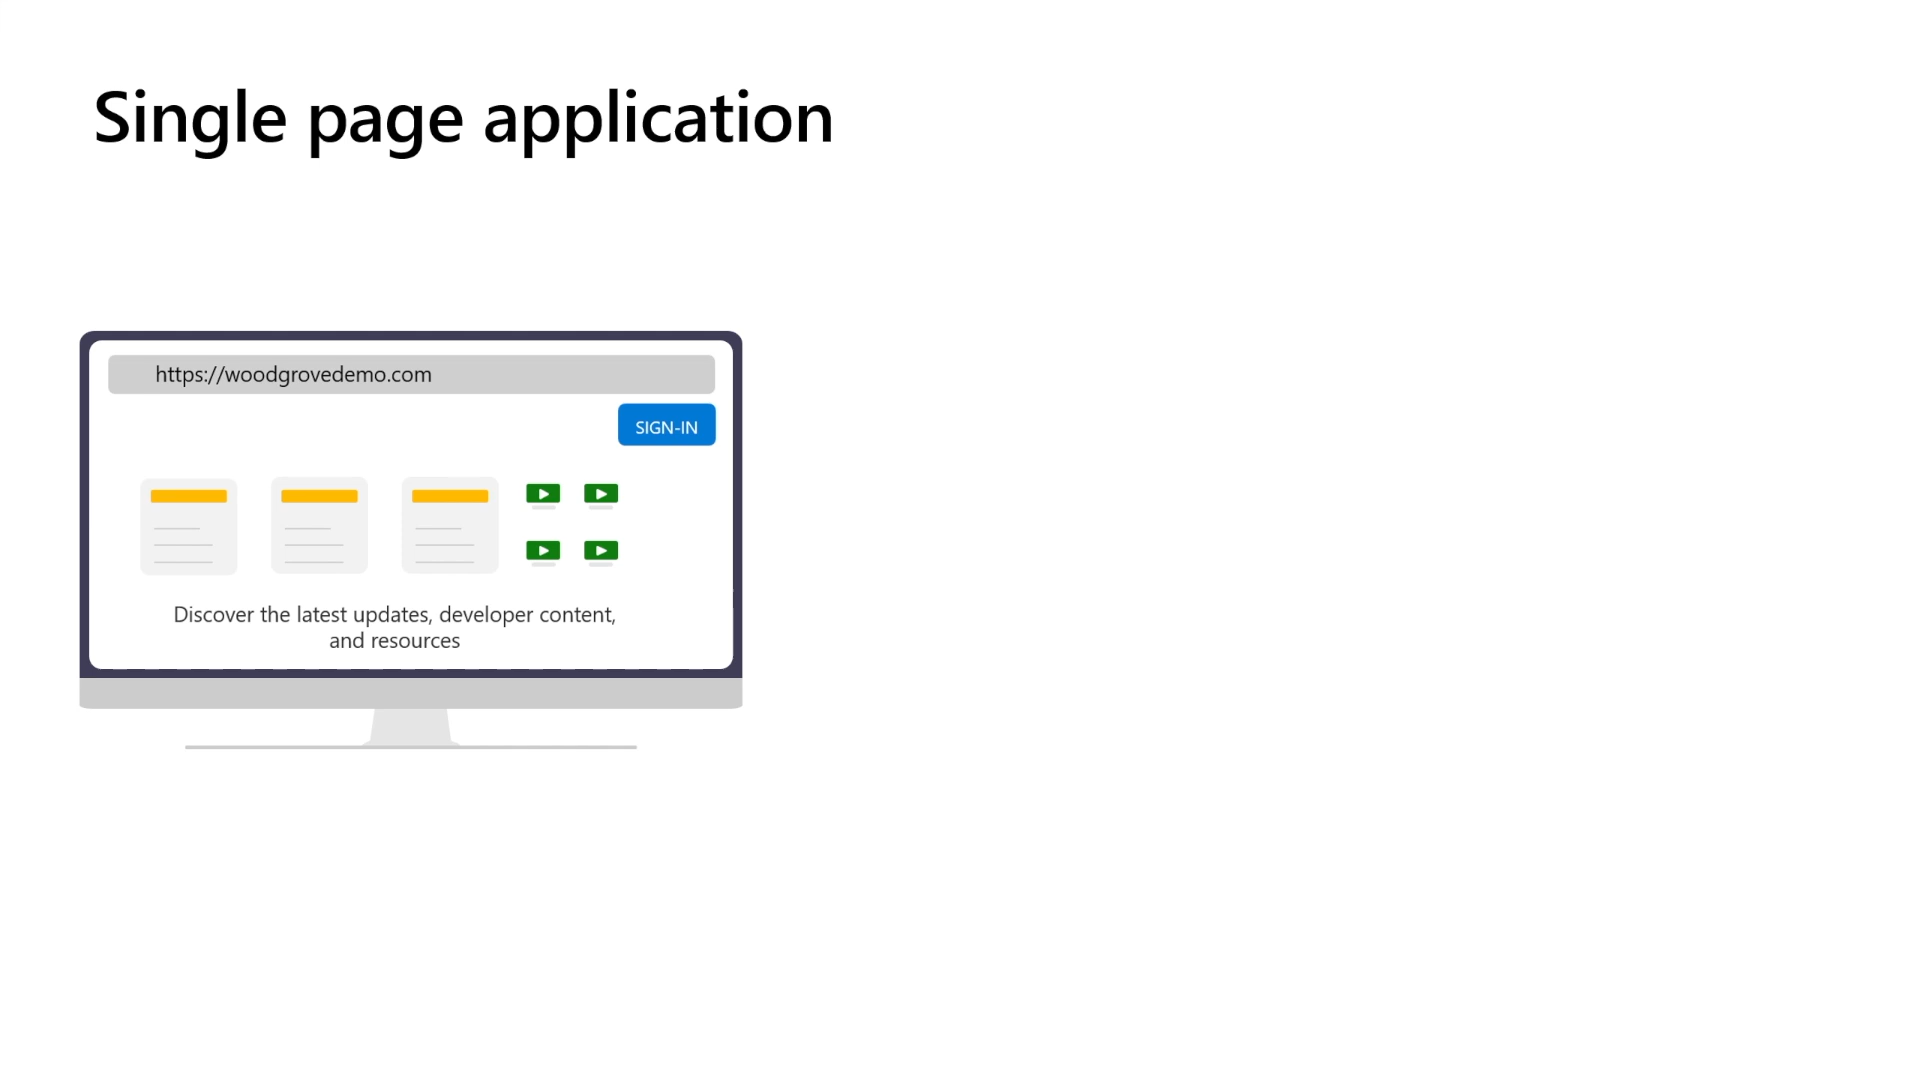 Single page application
https://woodgrovedemo.com
SIGN-IN
Discover the latest updates, developer content,
and resources